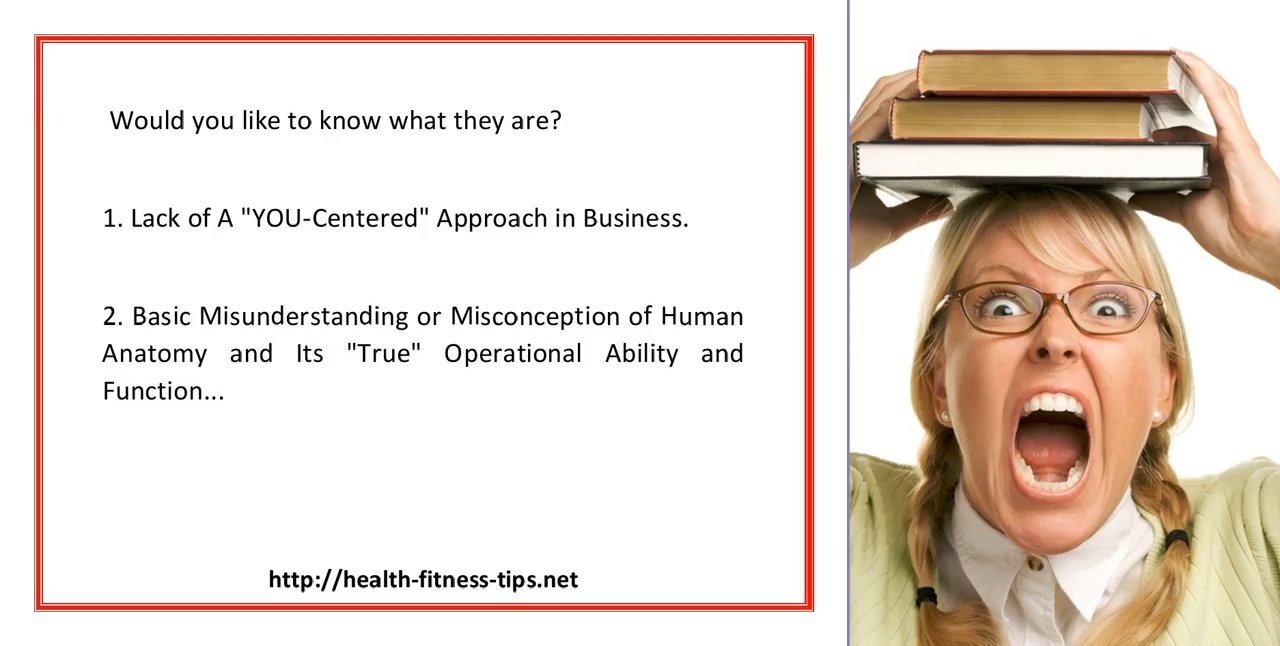 Would you like to know what they are?
1. Lack of A "YOU-Centered" Approach in Business.
2. Basic Misunderstanding or Misconception of Human
Anatomy and Its "True" Operational Ability and
Function...
http://health-fitness-tips.net